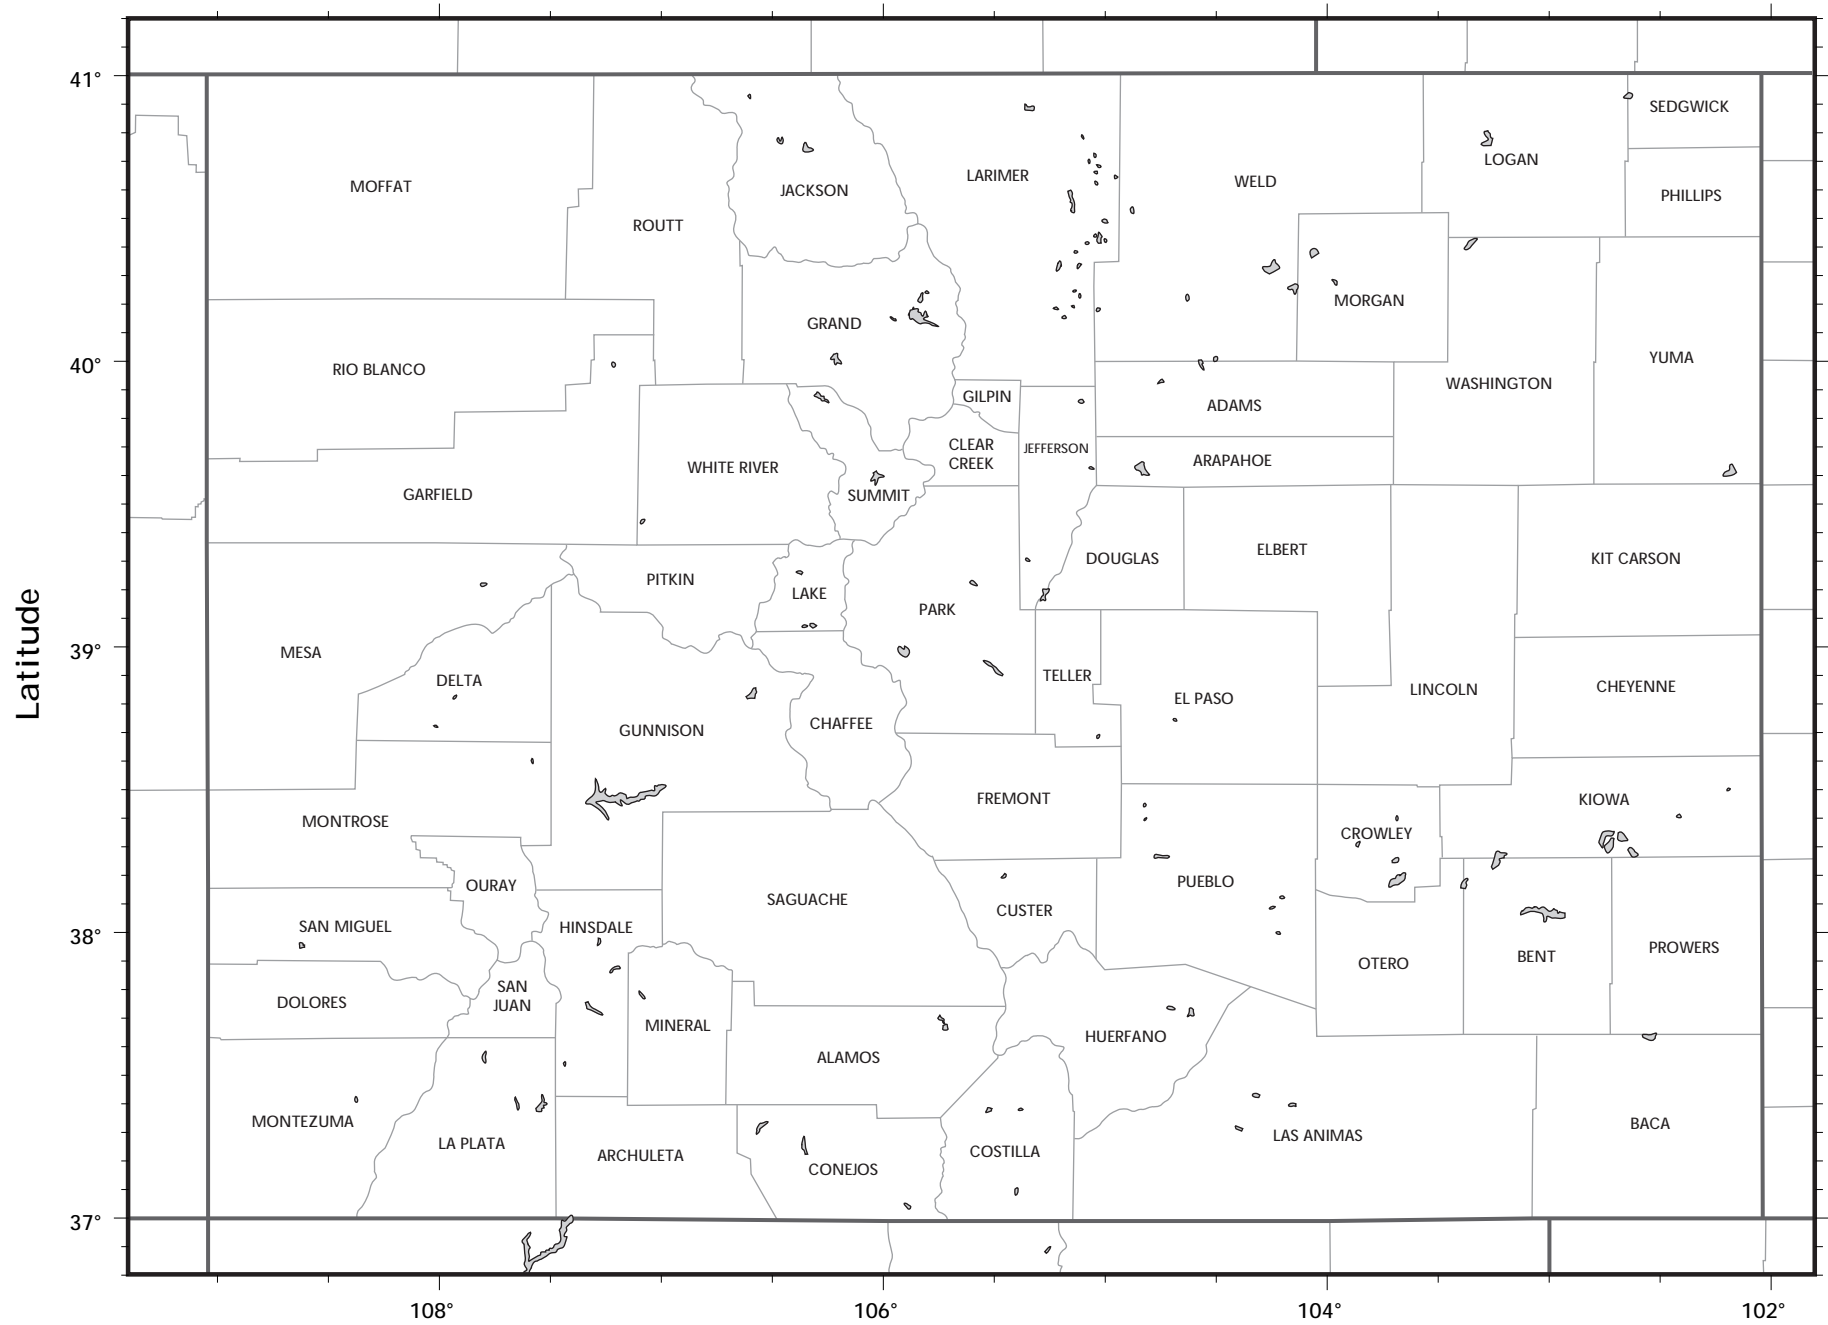 41°
SEDGWICK
LOGAN
LARIMER
WELD
MOFFAT
JACKSON
PHILLIPS
ROUTT
MORGAN
GRAND
40°
YUMA
RIO BLANCO
WASHINGTON
GILPIN
ADAMS
CLEAR
CREEK
JEFFERSON
ARAPAHOE
WHITE RIVER
GARFIELD
SUMMIT
ELBERT
DOUGLAS
KIT CARSON
PITKIN
LAKE
PARK
Latitude
39°
MESA
DELTA
TELLER
LINCOLN
CHEYENNE
EL PASO
CHAFFEE
GUNNISON
FREMONT
KIOWA
MONTROSE
CROWLEY
OURAY
PUEBLO
SAGUACHE
CUSTER
SAN MIGUEL
HINSDALE
38°
PROWERS
BENT
OTERO
SAN
JUAN
DOLORES
MINERAL
HUERFANO
ALAMOS
MONTEZUMA
BACA
LAS ANIMAS
LA PLATA
COSTILLA
ARCHULETA
CONEJOS
37°
108°
106°
104°
102°